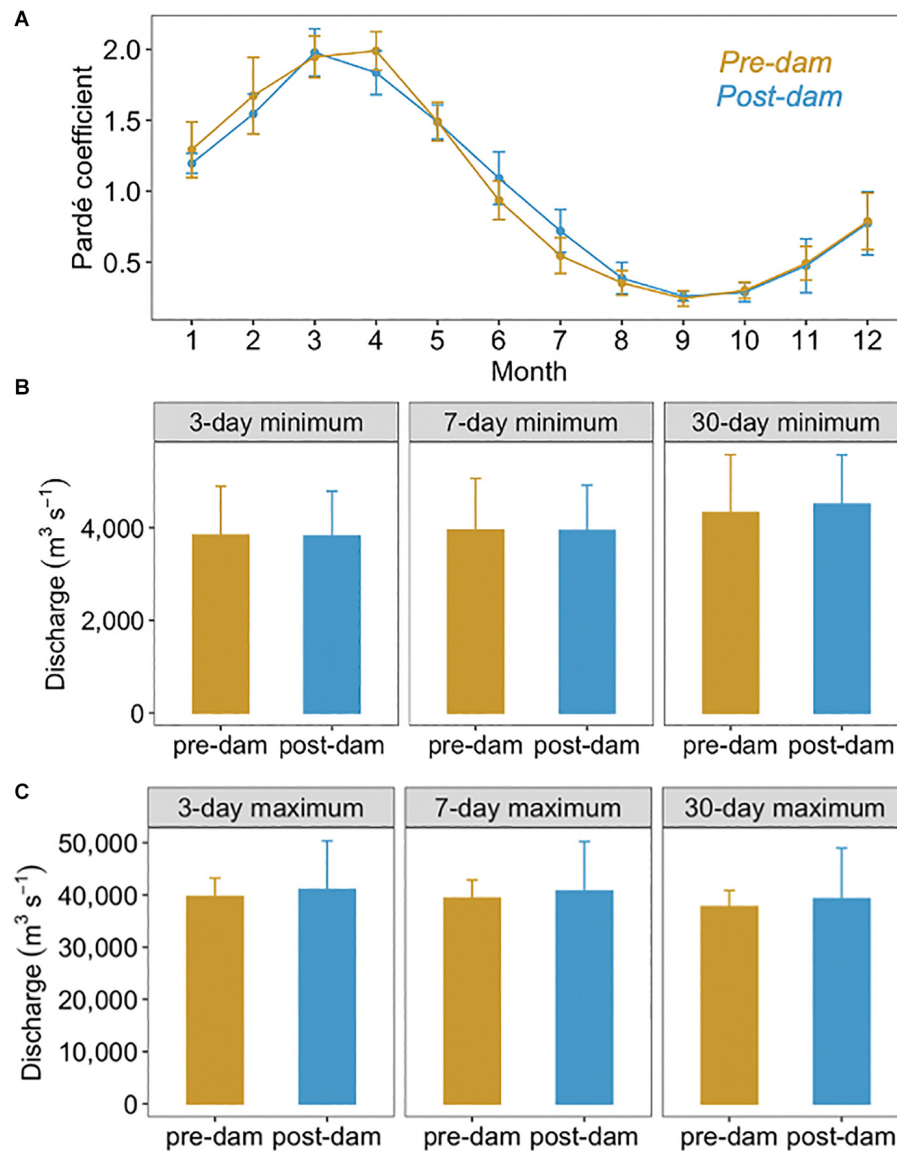 A
Pre-dam
Post-dam
Pardé coefficient
2.0
1.5
1.0
0.5
1 2 3 4 5 6 7 8 9 10 11 12
Month
B
3-day minimum 7-day minimum 30-day minimum
Discharge (m³ s⁻¹)
4,000
2,000
0
pre-dam post-dam pre-dam post-dam pre-dam post-dam
C
3-day maximum 7-day maximum 30-day maximum
Discharge (m³ s⁻¹)
50,000
40,000
30,000
20,000
10,000
0
pre-dam post-dam pre-dam post-dam pre-dam post-dam